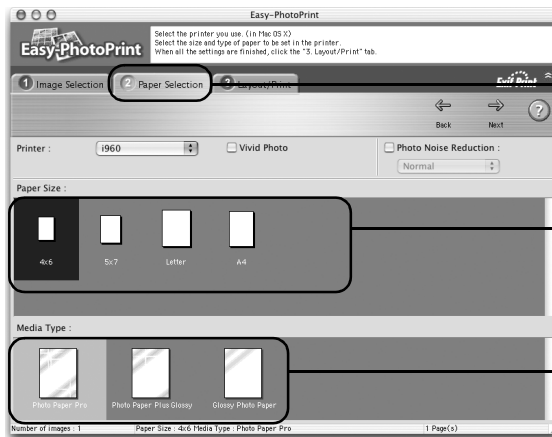 Easy-PhotoPrint
Easy-PhotoPrint
Select the printer you use. (in Mac OS X)
Select the size and type of paper to be set in the printer.
When all the settings are finished, click the "3. Layout/Print" tab.
1 Image Selection
2 Paper Selection
3 Layout/Print
Exif Print
Back
Next
?
Printer :
i960
Vivid Photo
Photo Noise Reduction :
Normal
Paper Size :
4x6
5x7
Letter
A4
Media Type :
Photo Paper Pro
Photo Paper Plus Glossy
Glossy Photo Paper
Number of images : 1
Paper Size : 4x6 Media Type : Photo Paper Pro
1 Page(s)